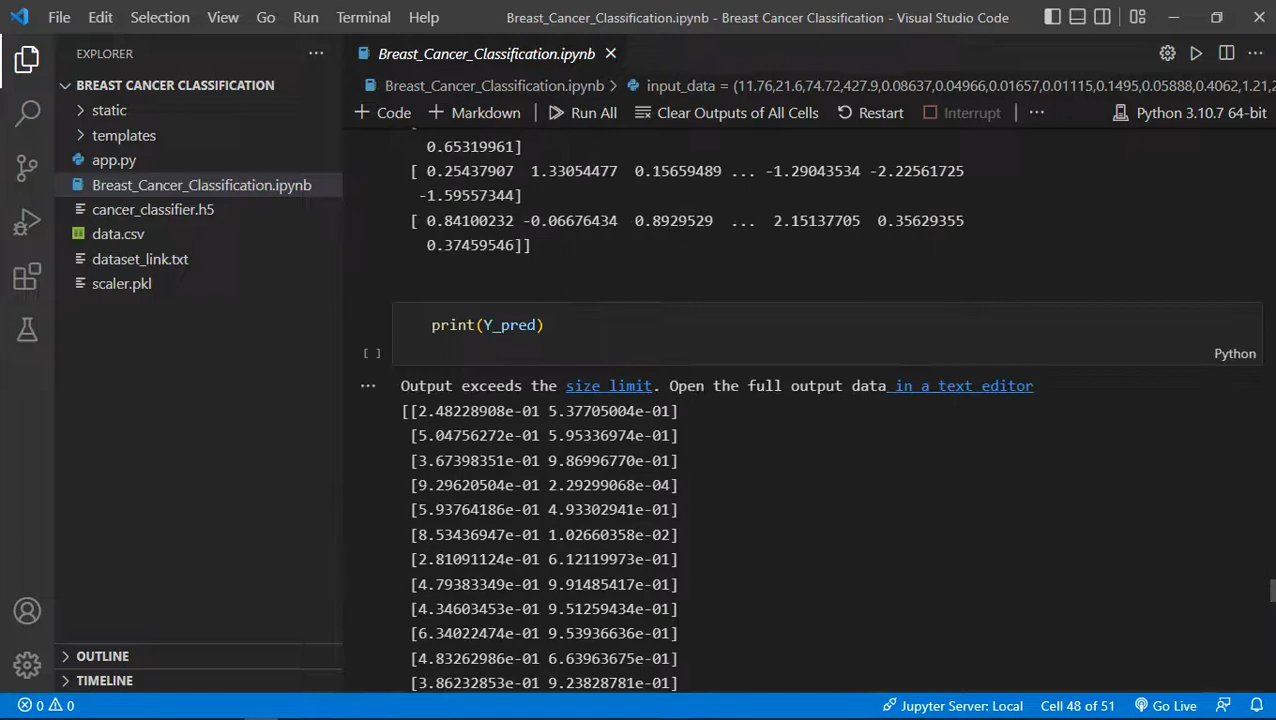 File Edit Selection View Go Run Terminal Help Breast_Cancer_Classification.ipynb - Breast Cancer Classification - Visual Studio Code
EXPLORER
BREAST CANCER CLASSIFICATION
static
templates
app.py
Breast_Cancer_Classification.ipynb
cancer_classifier.h5
data.csv
dataset_link.txt
scaler.pkl
OUTLINE
TIMELINE
Breast_Cancer_Classification.ipynb
Breast_Cancer_Classification.ipynb > input_data = (11.76,21.6,74.72,427.9,0.08637,0.04966,0.01657,0.01115,0.1495,0.05888,0.4062,1.21,2
+ Code + Markdown Run All Clear Outputs of All Cells Restart Interrupt ... Python 3.10.7 64-bit
0.65319961]
[ 0.25437907 1.33054477 0.15659489 ... -1.29043534 -2.22561725
-1.59557344]
[ 0.84100232 -0.06676434 0.8929529 ... 2.15137705 0.35629355
0.37459546]]
print(Y_pred)
[ ]
Python
... Output exceeds the size limit. Open the full output data in a text editor
[[2.48228908e-01 5.37705004e-01]
[5.04756272e-01 5.95336974e-01]
[3.67398351e-01 9.86996770e-01]
[9.29620504e-01 2.29299068e-04]
[5.93764186e-01 4.93302941e-01]
[8.53436947e-01 1.02660358e-02]
[2.81091124e-01 6.12119973e-01]
[4.79383349e-01 9.91485417e-01]
[4.34603453e-01 9.51259434e-01]
[6.34022474e-01 9.53936636e-01]
[4.83262986e-01 6.63963675e-01]
[3.86232853e-01 9.23828781e-01]
0 0 Jupyter Server: Local Cell 48 of 51 Go Live